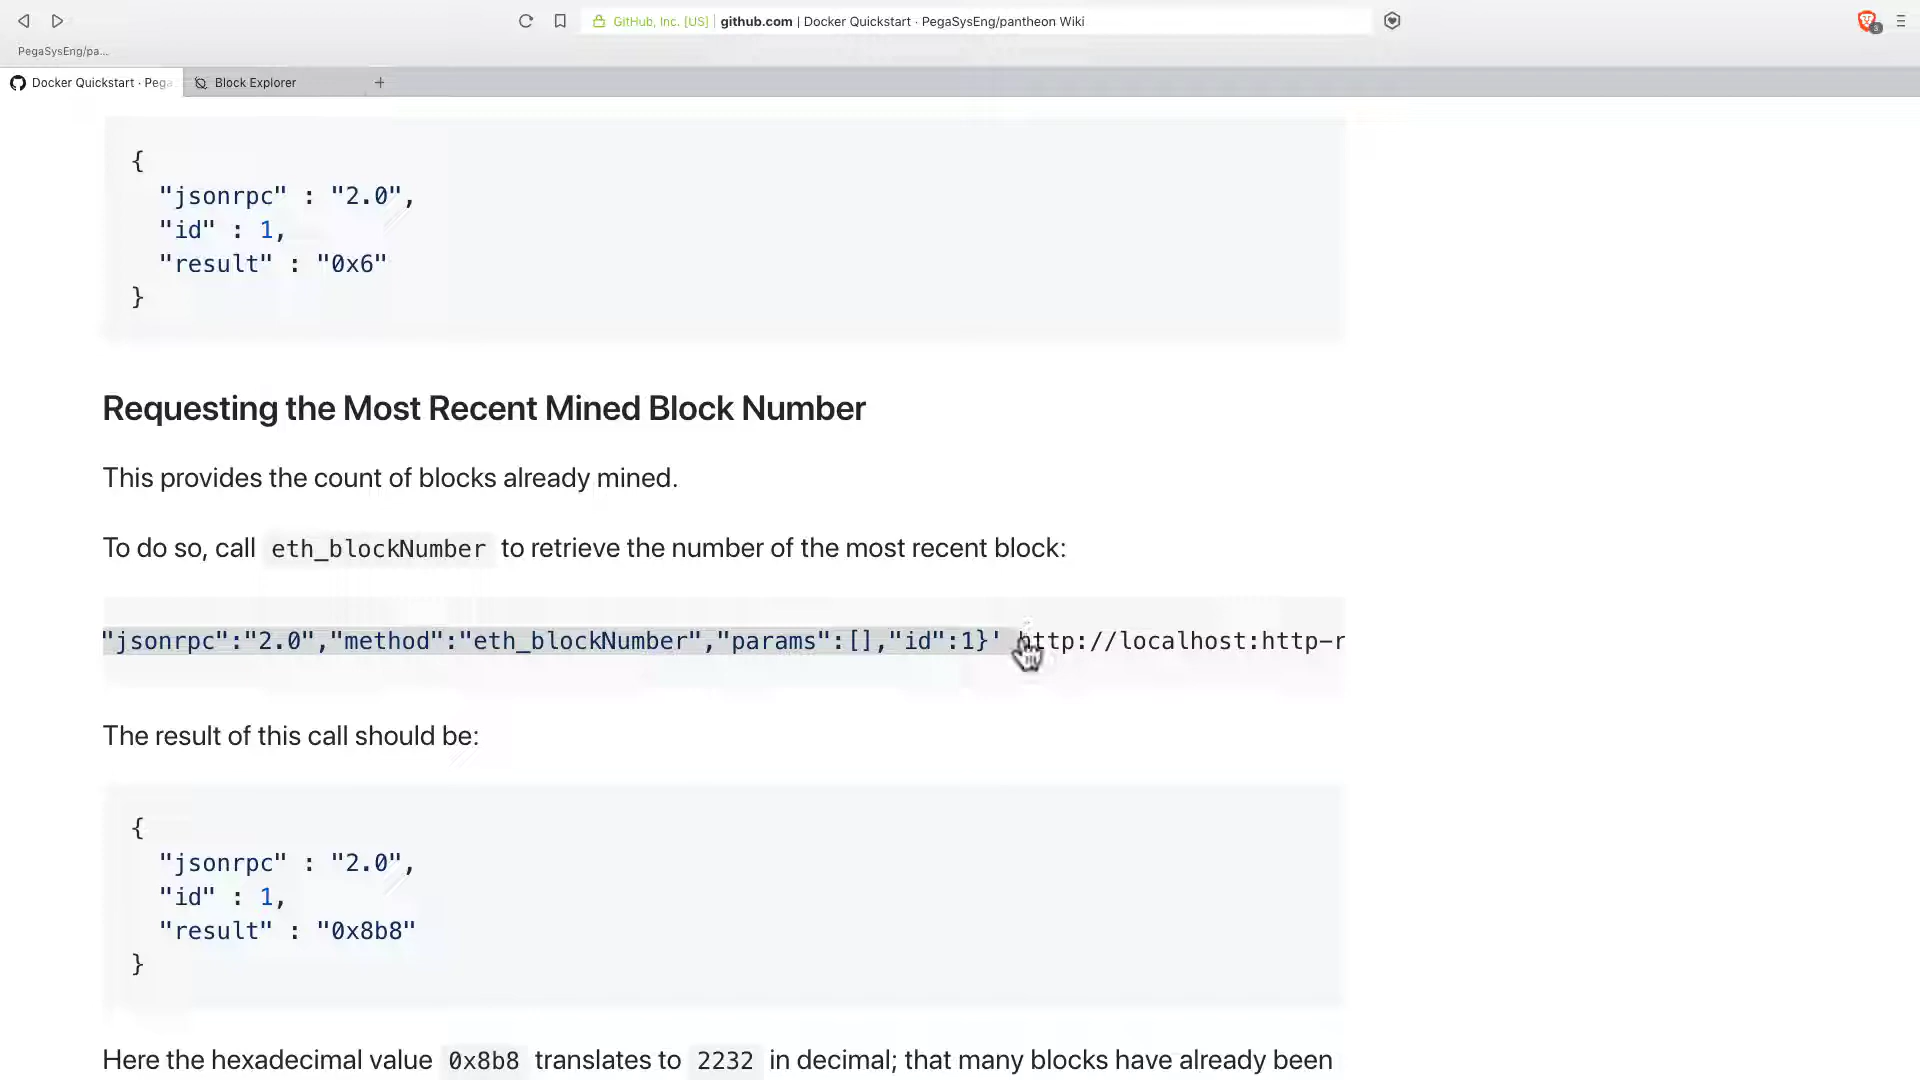 GitHub, Inc. [US] | github.com | Docker Quickstart · PegaSysEng/pantheon Wiki
PegaSysEng/pa...
Docker Quickstart · Pega
Block Explorer
{
"jsonrpc" : "2.0",
"id" : 1,
"result" : "0x6"
}
Requesting the Most Recent Mined Block Number
This provides the count of blocks already mined.
To do so, call eth_blockNumber to retrieve the number of the most recent block:
"jsonrpc":"2.0","method":"eth_blockNumber","params":[],"id":1}' http://localhost:http-r
The result of this call should be:
{
"jsonrpc" : "2.0",
"id" : 1,
"result" : "0x8b8"
}
Here the hexadecimal value 0x8b8 translates to 2232 in decimal; that many blocks have already been